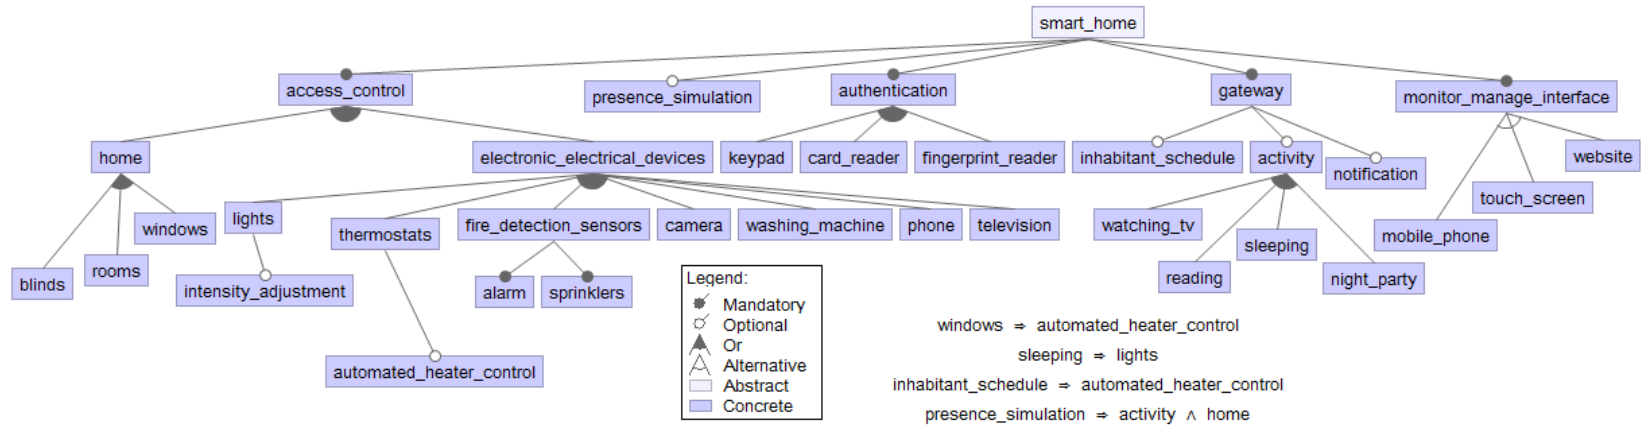 smart_home
access_control
presence_simulation
authentication
gateway
monitor_manage_interface
home
electronic_electrical_devices
keypad
card_reader
fingerprint_reader
inhabitant_schedule
activity
notification
website
blinds
rooms
windows
lights
thermostats
fire_detection_sensors
camera
washing_machine
phone
television
watching_tv
reading
sleeping
night_party
mobile_phone
touch_screen
intensity_adjustment
alarm
sprinklers
automated_heater_control
Legend:
Mandatory
Optional
Or
Alternative
Abstract
Concrete
windows ⇒ automated_heater_control
sleeping ⇒ lights
inhabitant_schedule ⇒ automated_heater_control
presence_simulation ⇒ activity ∧ home